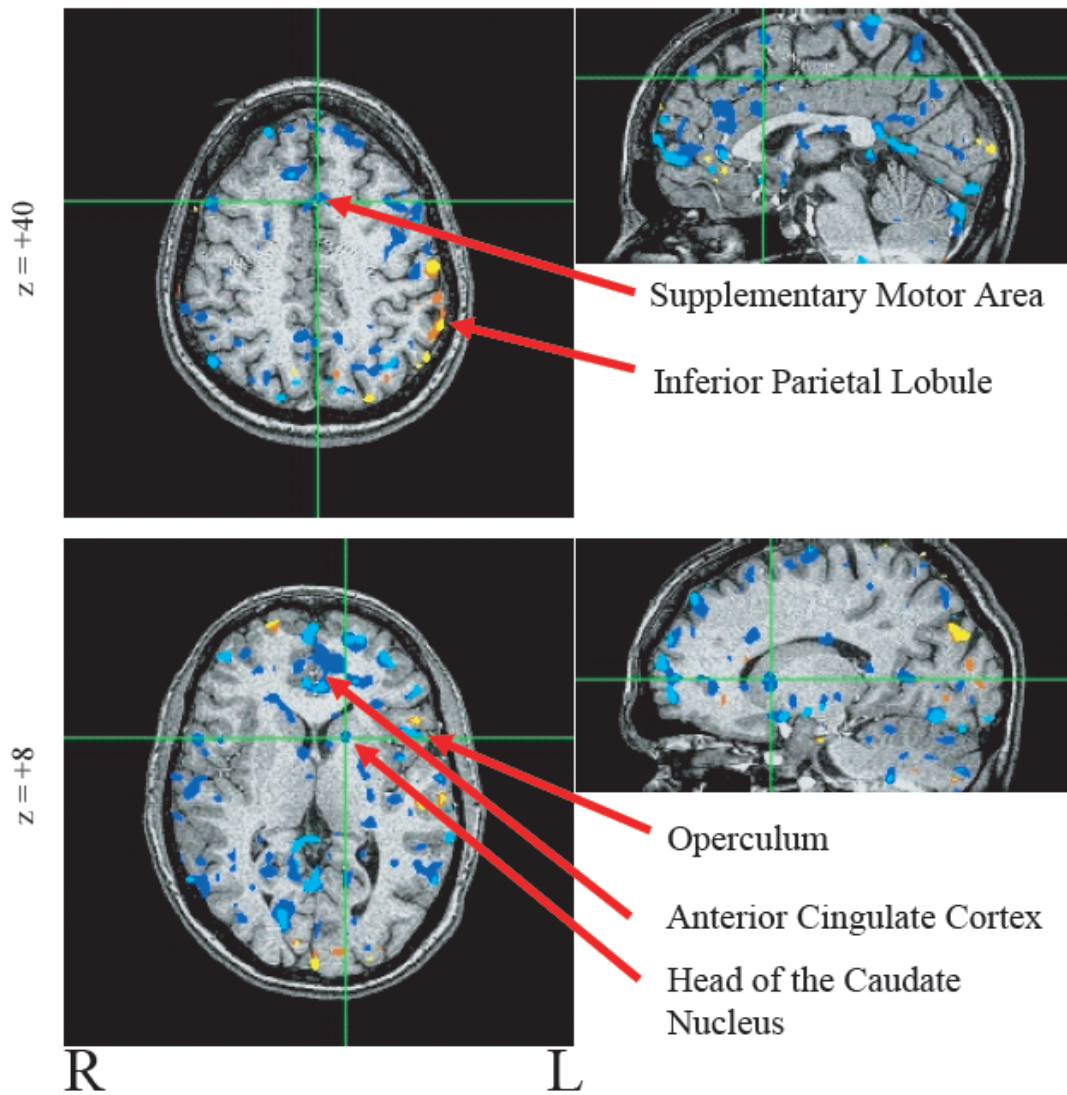 z = +40
Supplementary Motor Area
Inferior Parietal Lobule
z = +8
Operculum
Anterior Cingulate Cortex
Head of the Caudate
Nucleus
R
L